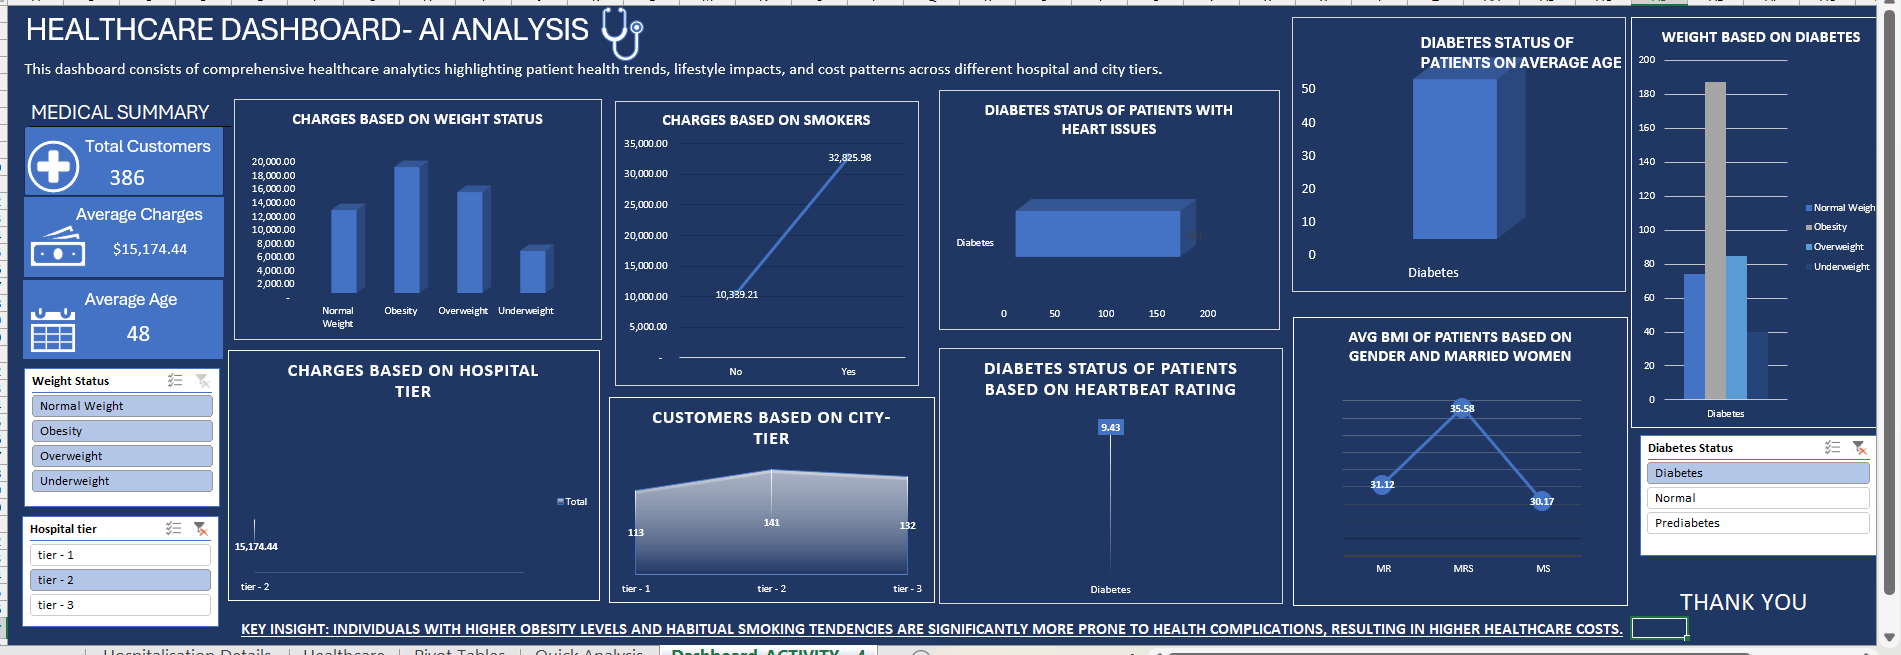 HEALTHCARE DASHBOARD- AI ANALYSIS
This dashboard consists of comprehensive healthcare analytics highlighting patient health trends, lifestyle impacts, and cost patterns across different hospital and city tiers.
MEDICAL SUMMARY
Total Customers
386
Average Charges
$15,174.44
Average Age
48
Weight Status
Normal Weight
Obesity
Overweight
Underweight
Hospital tier
tier - 1
tier - 2
tier - 3
CHARGES BASED ON WEIGHT STATUS
20,000.00
18,000.00
16,000.00
14,000.00
12,000.00
10,000.00
8,000.00
6,000.00
4,000.00
2,000.00
-
Normal
Weight
Obesity
Overweight
Underweight
CHARGES BASED ON HOSPITAL
TIER
Total
15,174.44
tier - 2
CHARGES BASED ON SMOKERS
35,000.00
30,000.00
25,000.00
20,000.00
15,000.00
10,000.00
5,000.00
-
32,825.98
10,339.21
No
Yes
CUSTOMERS BASED ON CITY-
TIER
113
141
132
tier - 1
tier - 2
tier - 3
DIABETES STATUS OF PATIENTS WITH
HEART ISSUES
Diabetes
0
50
100
150
200
DIABETES STATUS OF PATIENTS
BASED ON HEARTBEAT RATING
9.43
Diabetes
DIABETES STATUS OF
PATIENTS ON AVERAGE AGE
50
40
30
20
10
0
Diabetes
AVG BMI OF PATIENTS BASED ON
GENDER AND MARRIED WOMEN
31.12
35.58
30.17
MR
MRS
MS
WEIGHT BASED ON DIABETES
200
180
160
140
120
100
80
60
40
20
0
Diabetes
Normal Weigh
Obesity
Overweight
Underweight
Diabetes Status
Diabetes
Normal
Prediabetes
THANK YOU
KEY INSIGHT: INDIVIDUALS WITH HIGHER OBESITY LEVELS AND HABITUAL SMOKING TENDENCIES ARE SIGNIFICANTLY MORE PRONE TO HEALTH COMPLICATIONS, RESULTING IN HIGHER HEALTHCARE COSTS.
Hospitalisation Details
Healthcare
Pivot Tables
Quick Analysis
Dashboard_ACTIVITY - 4